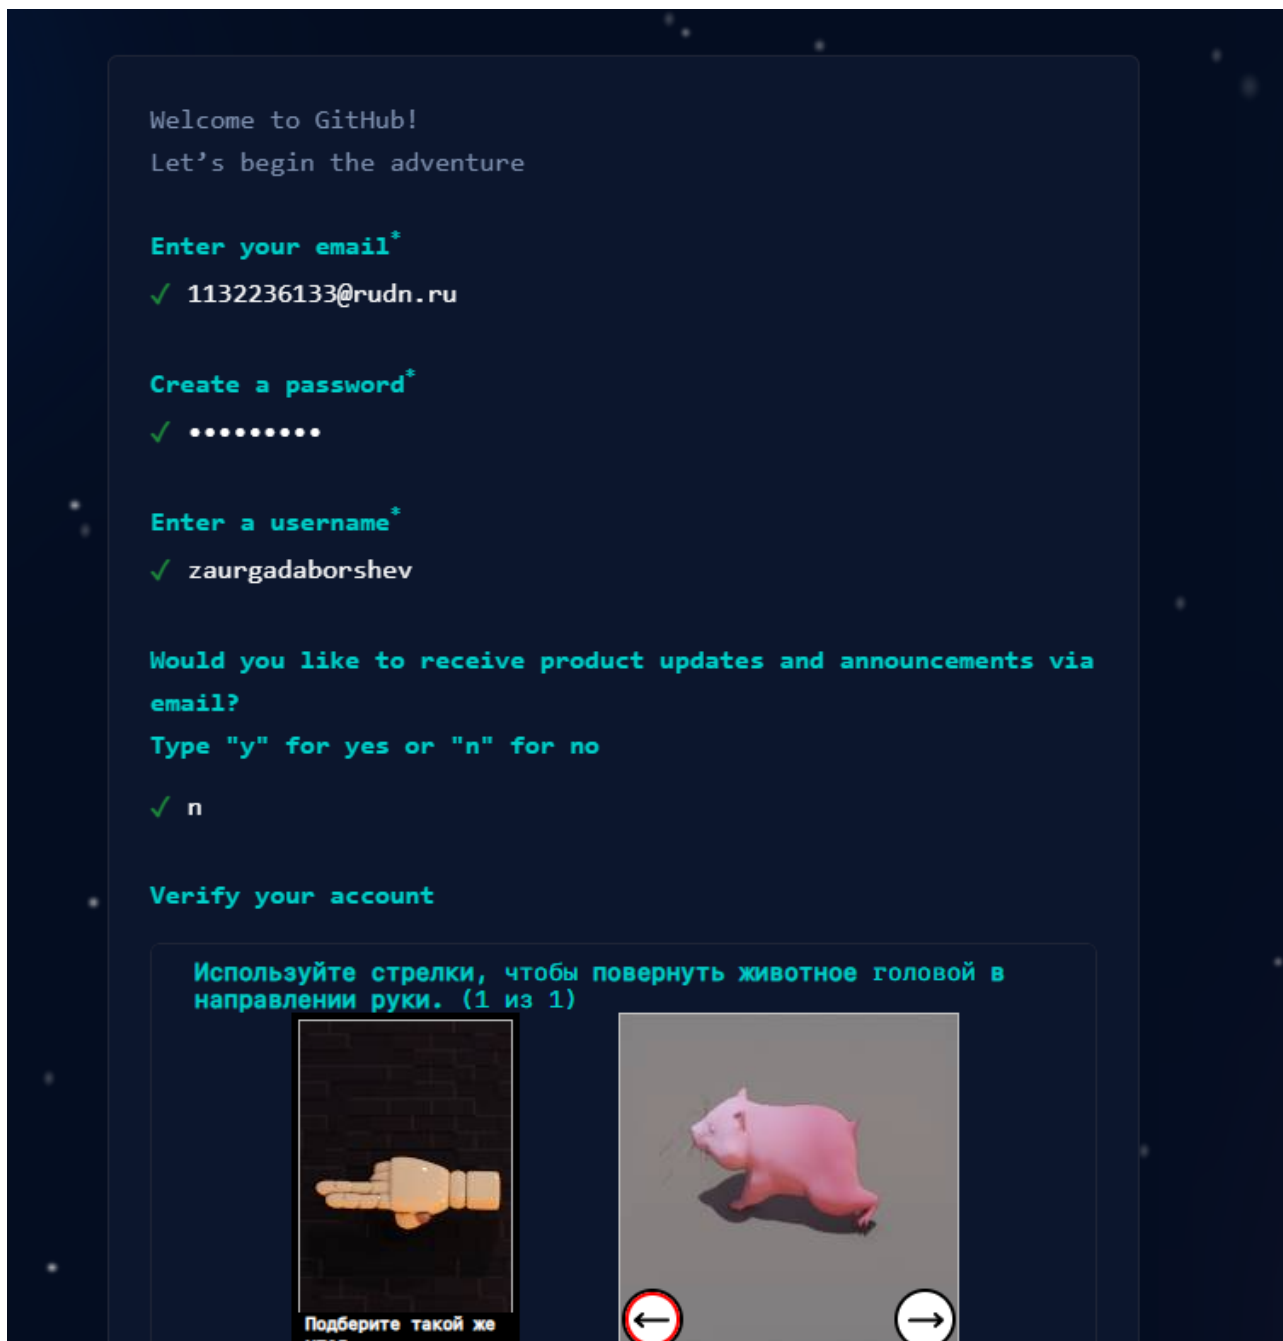 Welcome to GitHub!
Let’s begin the adventure
Enter your email*
✓ 1132236133@rudn.ru
Create a password*
✓ •••••••••
Enter a username*
✓ zaurgadaborshev
Would you like to receive product updates and announcements via
email?
Type "y" for yes or "n" for no
✓ n
Verify your account
Используйте стрелки, чтобы повернуть животное головой в
направлении руки. (1 из 1)
Подберите такой же